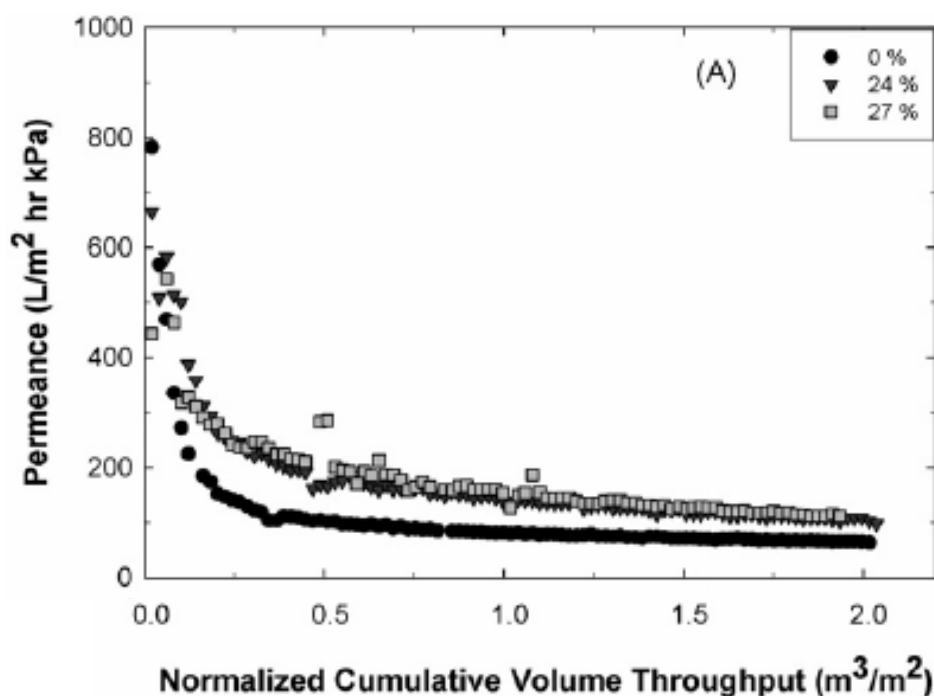 1000
(A)
0 %
24 %
27 %
800
600
400
200
0
Permeance (L/m² hr kPa)
0.0 0.5 1.0 1.5 2.0
Normalized Cumulative Volume Throughput (m³/m²)